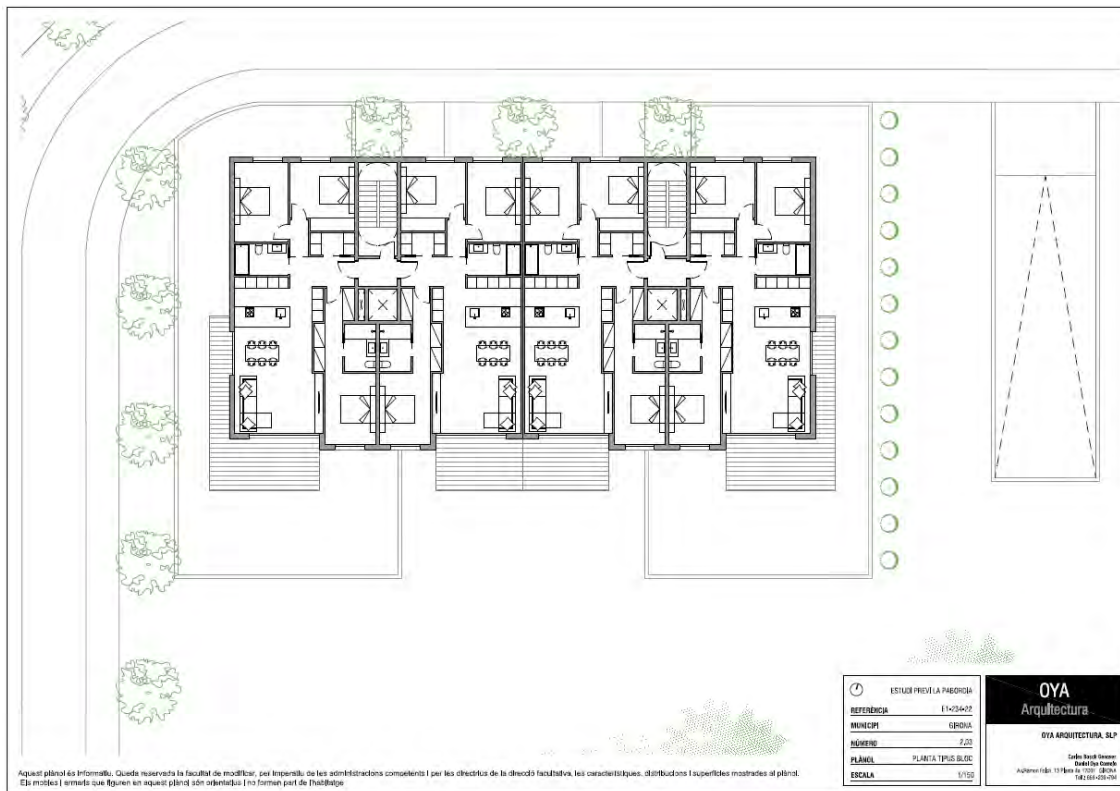 ESTUDI PREVI LA PABORDIA
REFERÈNCIA E1-234-22
MUNICIPI GIRONA
NÚMERO 2,03
PLÀNOL PLANTA TIPUS BLOC
ESCALA 1/150
OYA
Arquitectura
OYA ARQUITECTURA, SLP
Aquest plànol és informatiu. Queda reservada la facultat de modificar, per imperatiu de les administracions competents i per les directrius de la direcció facultativa, les característiques, distribucions i superfícies mostrades al plànol.
Els mobles i armaris que figuren en aquest plànol són orientatius i no formen part de l'habitatge